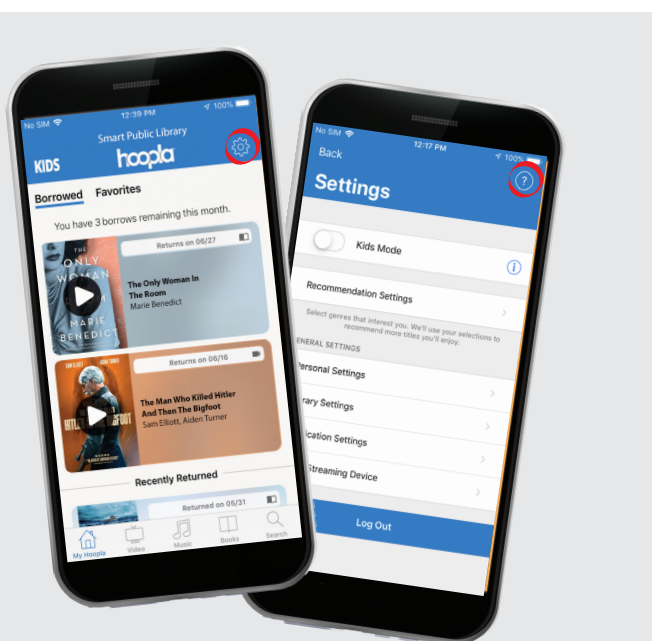 No SIM
12:39 PM
100%
Smart Public Library
KIDS
hoopla
Borrowed
Favorites
You have 3 borrows remaining this month.
Returns on 06/27
THE
ONLY
WOMAN
MARIE
BENEDICT
The Only Woman In
The Room
Marie Benedict
Returns on 06/16
SAM ELLIOTT
AIDAN TURNER
The Man Who Killed Hitler
And Then The Bigfoot
Sam Elliott, Aiden Turner
Recently Returned
Returned on 05/31
My Hoopla
Video
Music
Books
Search
No SIM
12:17 PM
100%
Back
?
Settings
Kids Mode
i
Recommendation Settings
Select genres that interest you. We'll use your selections to
recommend more titles you'll enjoy.
ENERAL SETTINGS
ersonal Settings
rary Settings
ication Settings
Streaming Device
Log Out